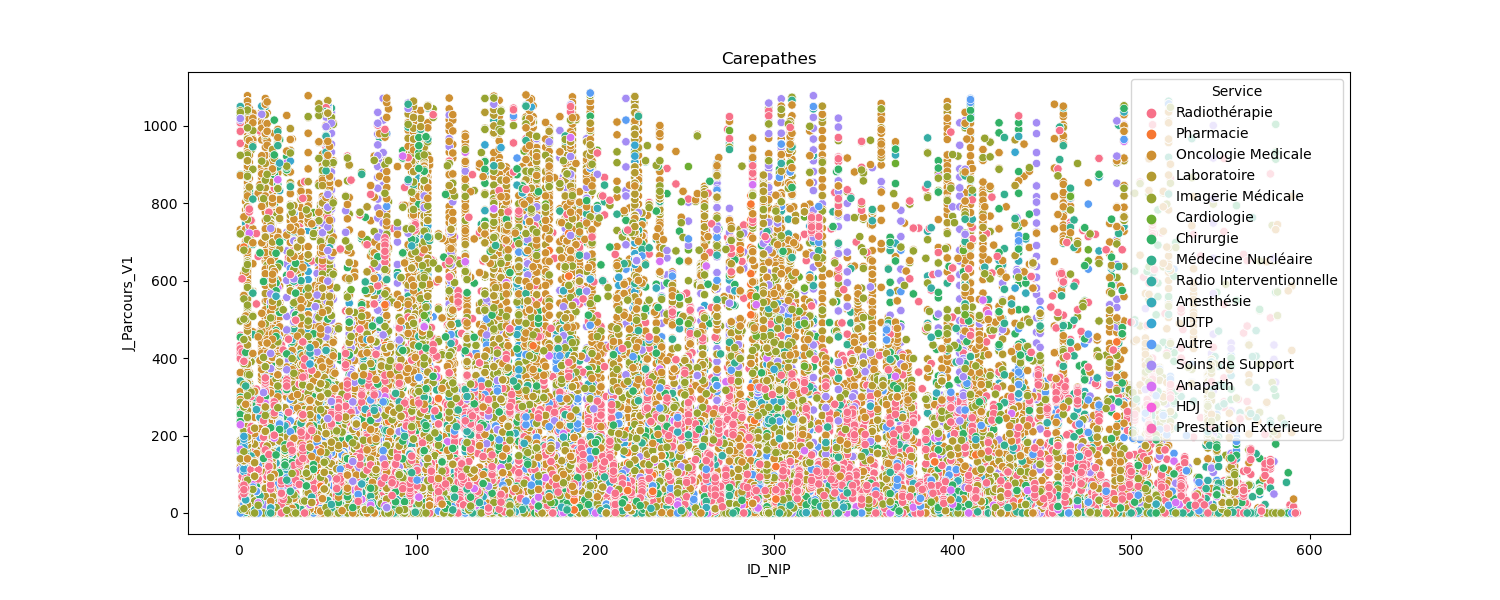 Carepathes
J_Parcours_V1
1000
800
600
400
200
0
0 100 200 300 400 500 600
ID_NIP
Service
Radiothérapie
Pharmacie
Oncologie Medicale
Laboratoire
Imagerie Médicale
Cardiologie
Chirurgie
Médecine Nucléaire
Radio Interventionnelle
Anesthésie
UDTP
Autre
Soins de Support
Anapath
HDJ
Prestation Exterieure